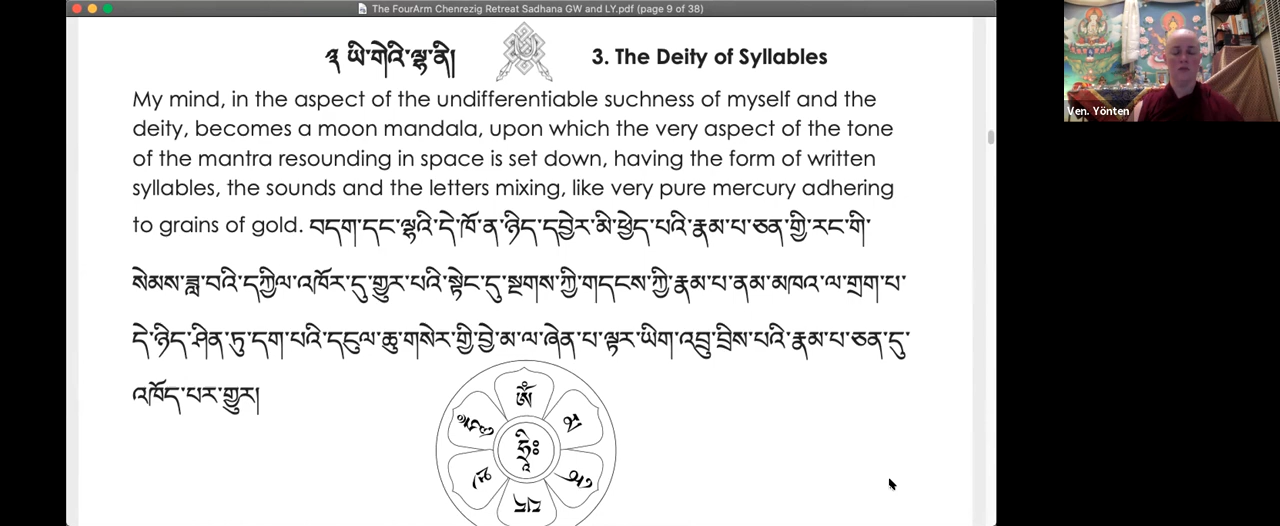 The FourArm Chenrezig Retreat Sadhana GW and LY.pdf (page 9 of 38)
༣ ཡི་གེའི་ལྷ་ནི།
3. The Deity of Syllables
My mind, in the aspect of the undifferentiable suchness of myself and the
deity, becomes a moon mandala, upon which the very aspect of the tone
of the mantra resounding in space is set down, having the form of written
syllables, the sounds and the letters mixing, like very pure mercury adhering
to grains of gold. བདག་དང་ལྷའི་དེ་ཁོ་ན་ཉིད་དབྱེར་མི་ཕྱེད་པའི་རྣམ་པ་ཅན་གྱི་རང་གི་
སེམས་ཟླ་བའི་དཀྱིལ་འཁོར་དུ་གྱུར་པའི་སྟེང་དུ་སྔགས་ཀྱི་གདངས་ཀྱི་རྣམ་པ་ནམ་མཁའ་ལ་གྲག་པ་
དེ་ཉིད་ཤིན་ཏུ་དག་པའི་དངུལ་ཆུ་གསེར་གྱི་བྱེ་མ་ལ་ཞེན་པ་ལྟར་ཡིག་འབྲུ་བྲིས་པའི་རྣམ་པ་ཅན་དུ་
འཁོད་པར་གྱུར།
ཨོཾ
ཧྲཱིཿ
Ven. Yönten